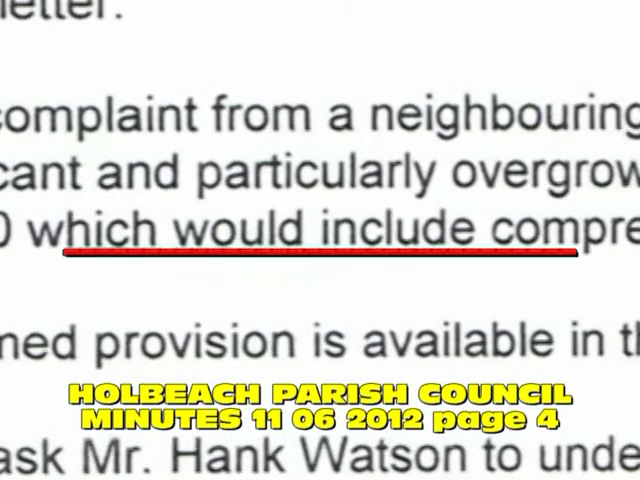 letter.
complaint from a neighbouring
cant and particularly overgrow
0 which would include compre
med provision is available in th
HOLBEACH PARISH COUNCIL
MINUTES 11 06 2012 page 4
ask Mr. Hank Watson to unde